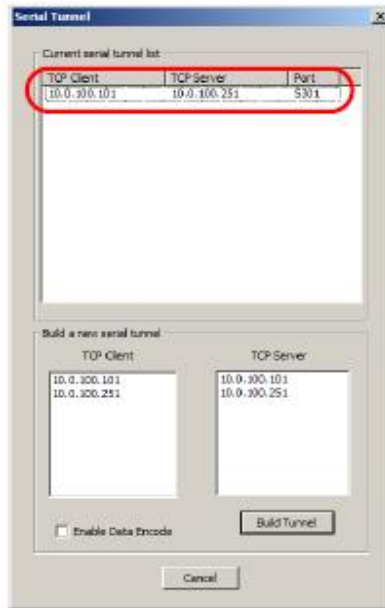 Serial Tunnel
Current serial tunnel list
TCP Client TCP Server Port
10.0.100.101 10.0.100.251 5301
Build a new serial tunnel
TCP Client TCP Server
10.0.100.101 10.0.100.101
10.0.100.251 10.0.100.251
Enable Data Encode
Build Tunnel
Cancel